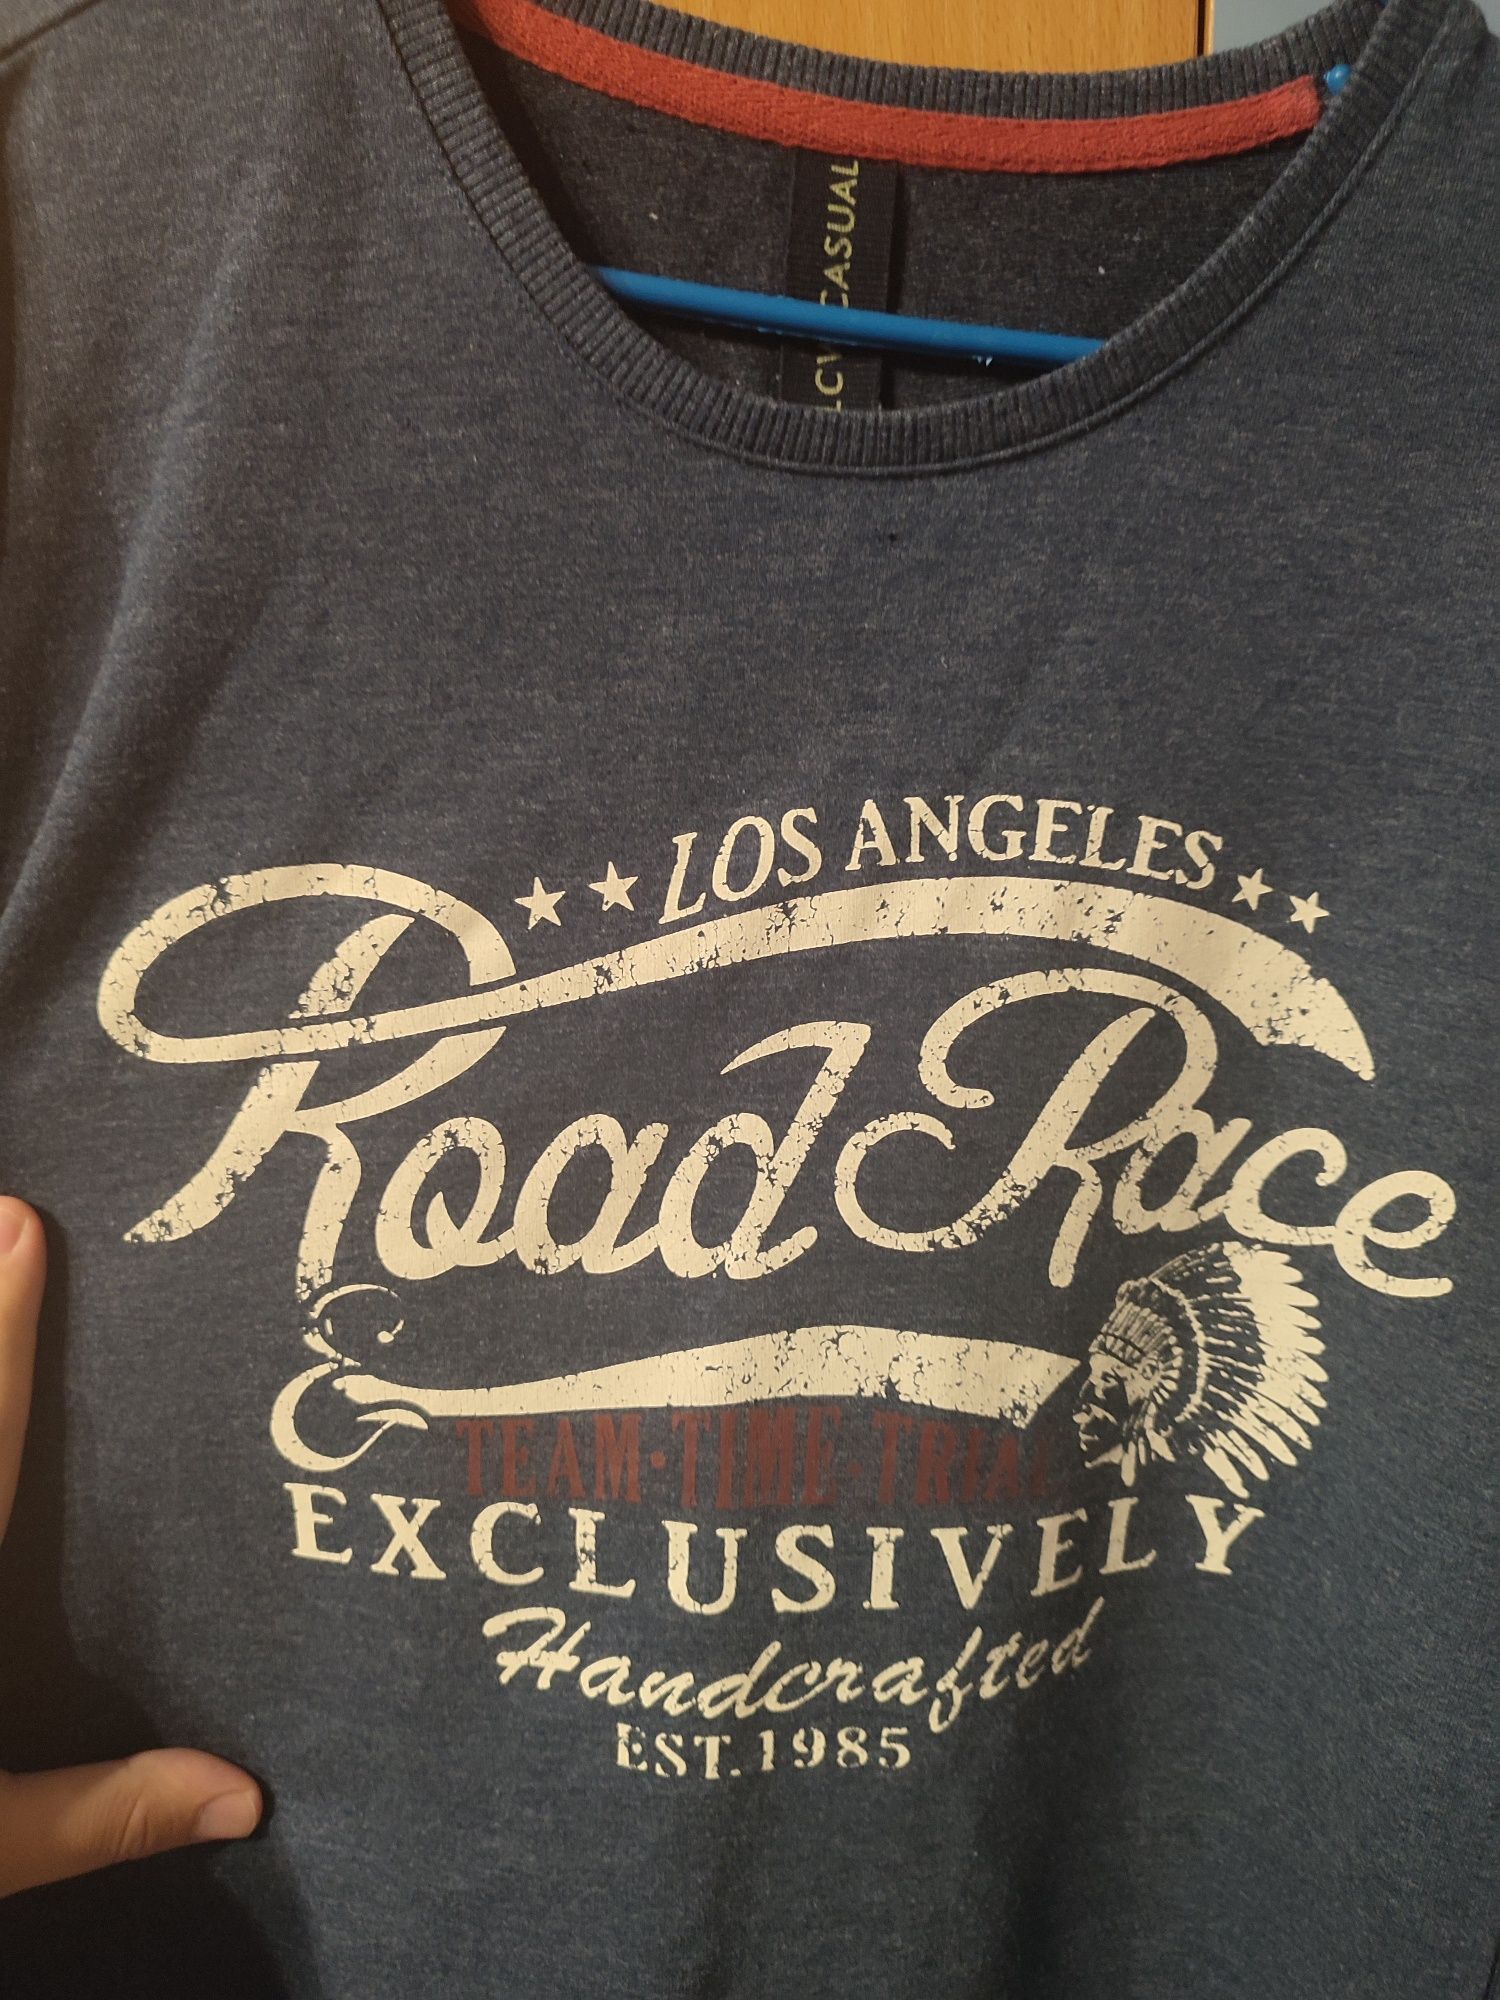 LCW CASUAL
LOS ANGELES
Road Race
TEAM·TIME·TRIAL
EXCLUSIVELY
Handcrafted
EST. 1985